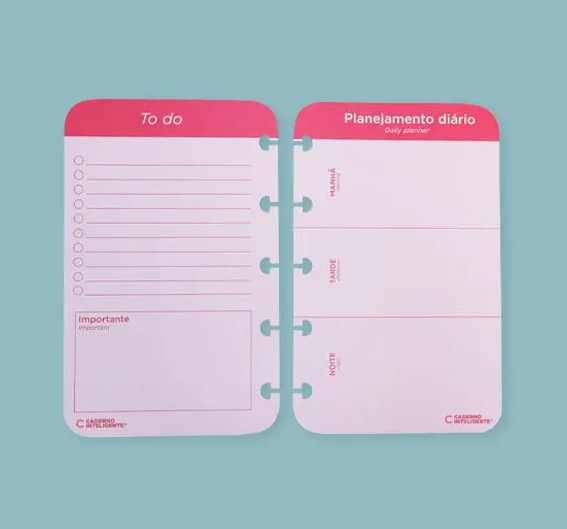 To do
Importante
Important
CADERNO
INTELIGENTE®
Planejamento diário
Daily planner
MANHÃ
morning
TARDE
afternoon
NOITE
night
CADERNO
INTELIGENTE®